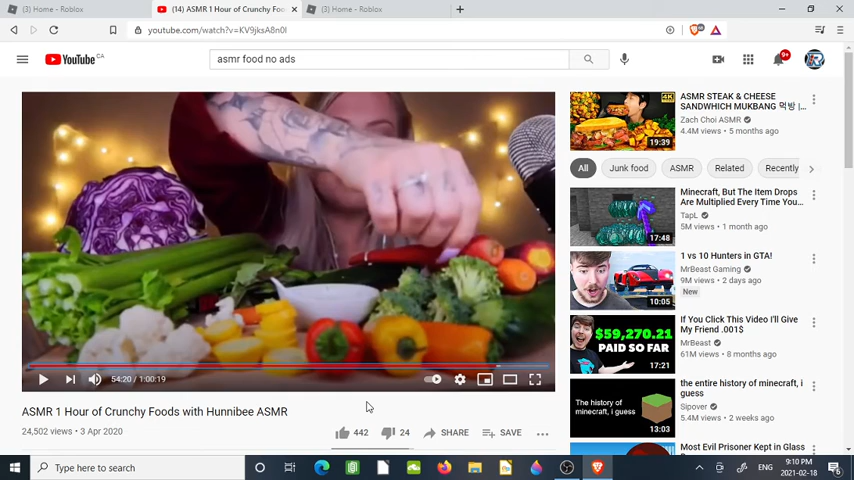 (3) Home - Roblox
(14) ASMR 1 Hour of Crunchy Foo
(3) Home - Roblox
youtube.com/watch?v=KV9jksA8n0I
YouTube CA
asmr food no ads
9+
ASMR STEAK & CHEESE
SANDWHICH MUKBANG 먹방 |...
Zach Choi ASMR
4.4M views • 5 months ago
4K
19:39
All
Junk food
ASMR
Related
Recently
Minecraft, But The Item Drops
Are Multiplied Every Time You...
TapL
5M views • 1 month ago
17:48
1 vs 10 Hunters in GTA!
MrBeast Gaming
9M views • 2 days ago
New
10:05
If You Click This Video I'll Give
My Friend .001$
MrBeast
61M views • 8 months ago
$59,270.21
PAID SO FAR
17:21
the entire history of minecraft, i
guess
Sipover
5.4M views • 2 weeks ago
The history of
minecraft, i guess
13:03
Most Evil Prisoner Kept in Glass
54:20 / 1:00:19
ASMR 1 Hour of Crunchy Foods with Hunnibee ASMR
24,502 views • 3 Apr 2020
442
24
SHARE
SAVE
Type here to search
ENG
9:10 PM
2021-02-18